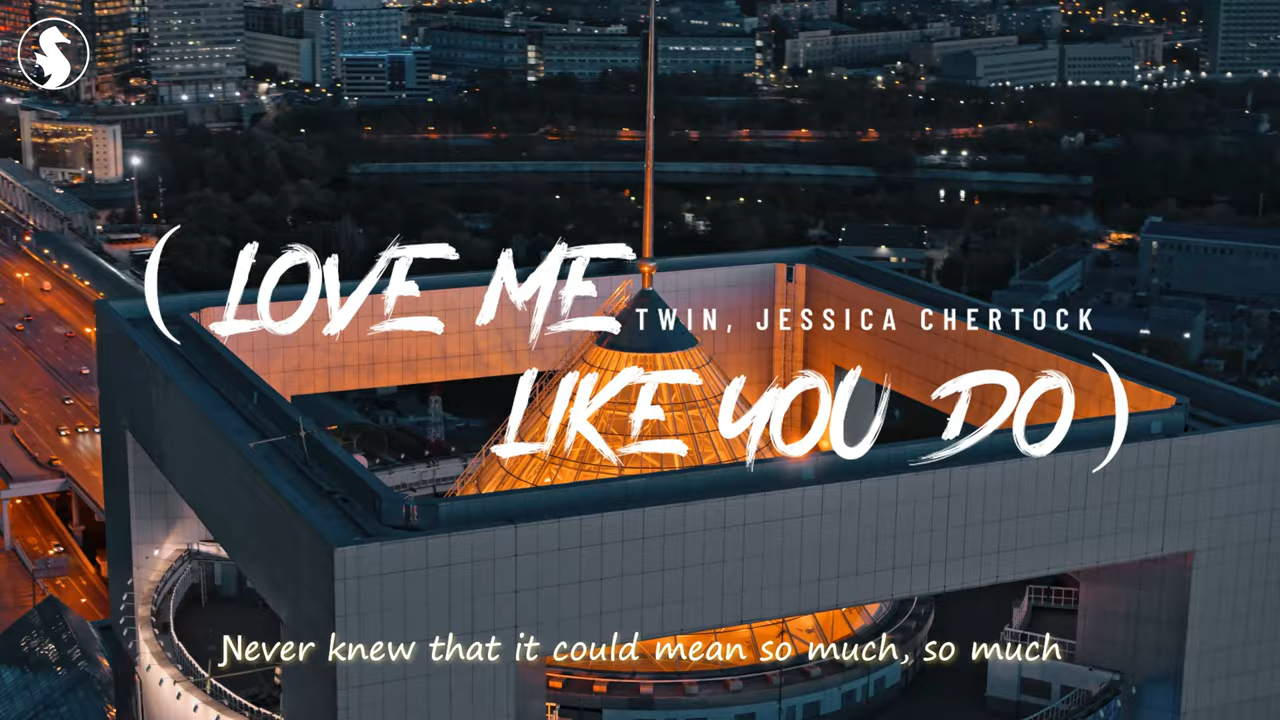 ( LOVE ME
TWIN, JESSICA CHERTOCK
LIKE YOU DO )
Never knew that it could mean so much, so much